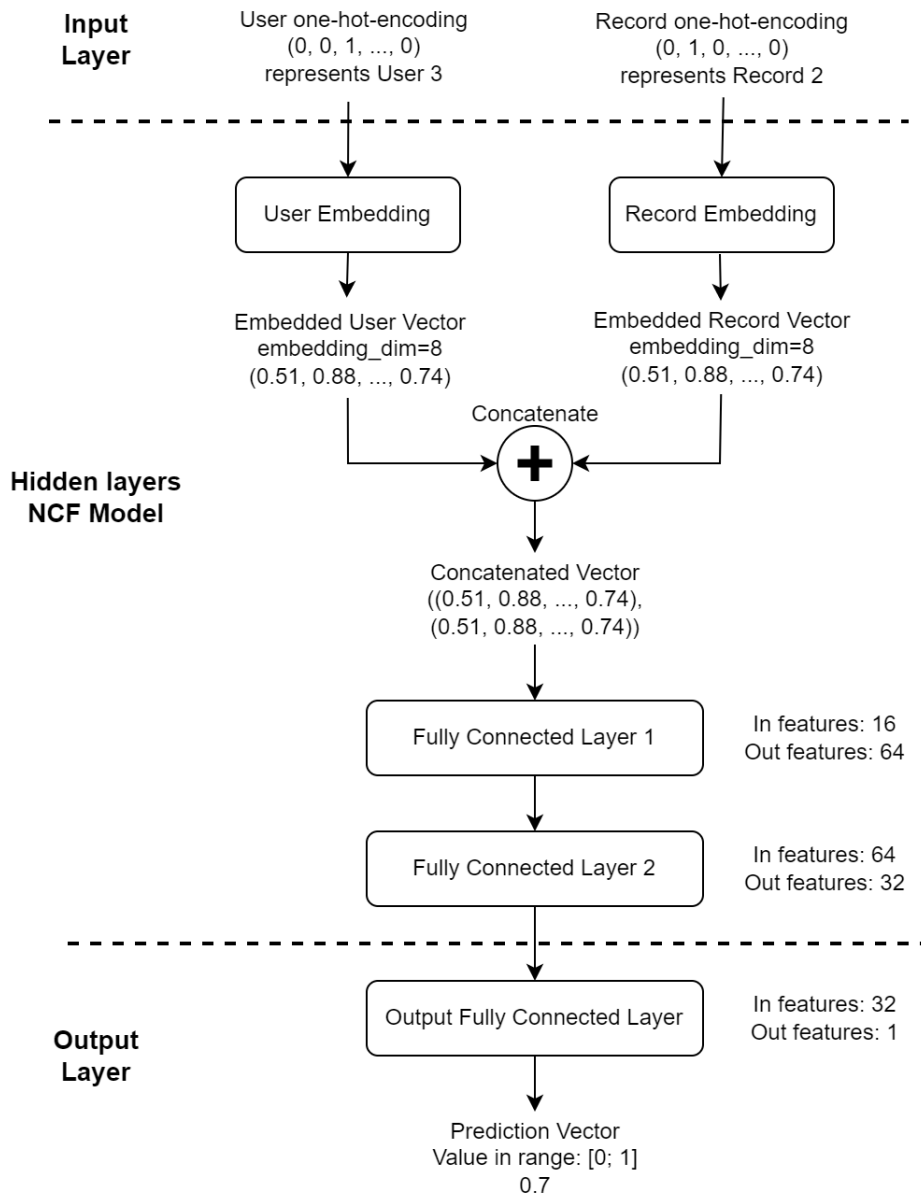 Input
Layer
User one-hot-encoding
(0, 0, 1, ..., 0)
represents User 3
Record one-hot-encoding
(0, 1, 0, ..., 0)
represents Record 2
User Embedding
Record Embedding
Embedded User Vector
embedding_dim=8
(0.51, 0.88, ..., 0.74)
Embedded Record Vector
embedding_dim=8
(0.51, 0.88, ..., 0.74)
Concatenate
+
Hidden layers
NCF Model
Concatenated Vector
((0.51, 0.88, ..., 0.74),
(0.51, 0.88, ..., 0.74))
Fully Connected Layer 1
In features: 16
Out features: 64
Fully Connected Layer 2
In features: 64
Out features: 32
Output
Layer
Output Fully Connected Layer
In features: 32
Out features: 1
Prediction Vector
Value in range: [0; 1]
0.7